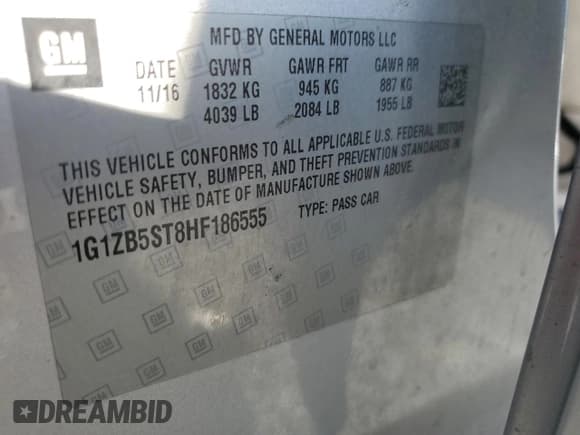 GM
MFD BY GENERAL MOTORS LLC
DATE GVWR GAWR FRT GAWR RR
11/16 1832 KG 945 KG 887 KG
4039 LB 2084 LB 1955 LB
THIS VEHICLE CONFORMS TO ALL APPLICABLE U.S. FEDERAL MOTOR
VEHICLE SAFETY, BUMPER, AND THEFT PREVENTION STANDARDS IN
EFFECT ON THE DATE OF MANUFACTURE SHOWN ABOVE.
1G1ZB5ST8HF186555 TYPE: PASS CAR
DREAMBID